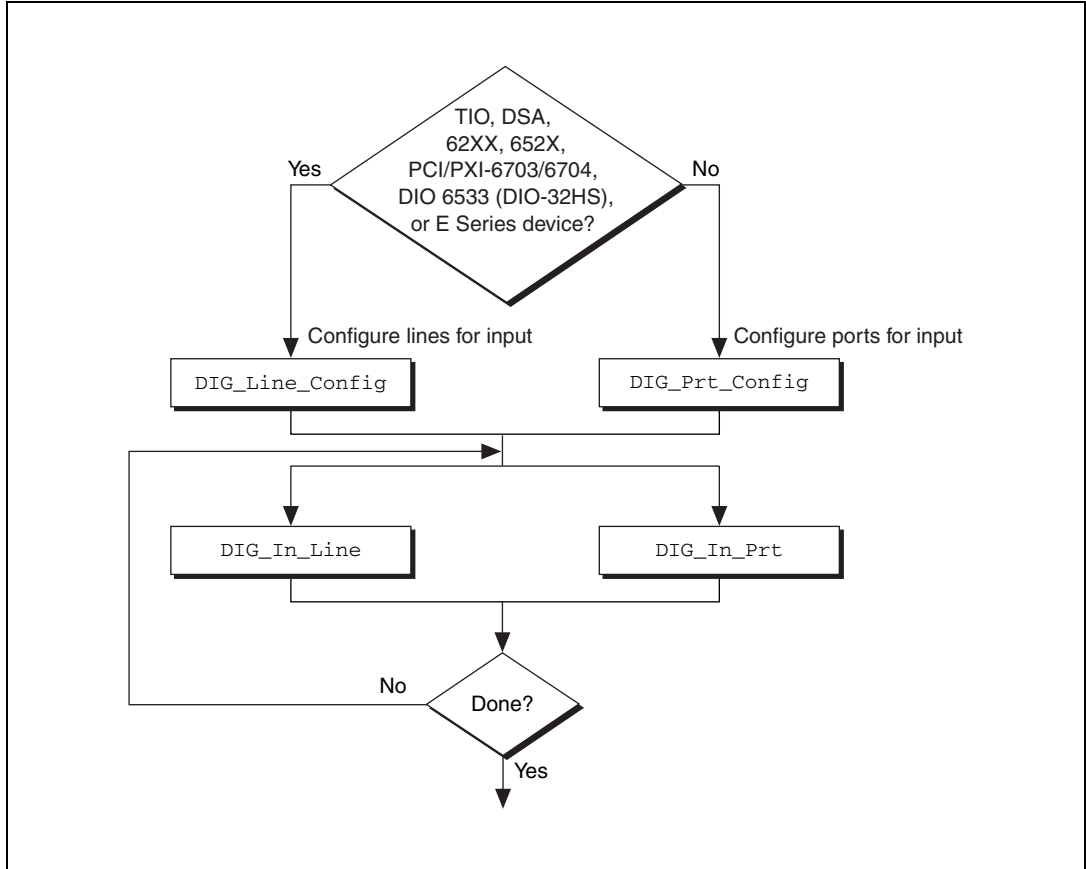 TIO, DSA,
62XX, 652X,
PCI/PXI-6703/6704,
DIO 6533 (DIO-32HS),
or E Series device?
Yes
No
Configure lines for input
Configure ports for input
DIG_Line_Config
DIG_Prt_Config
DIG_In_Line
DIG_In_Prt
No
Done?
Yes